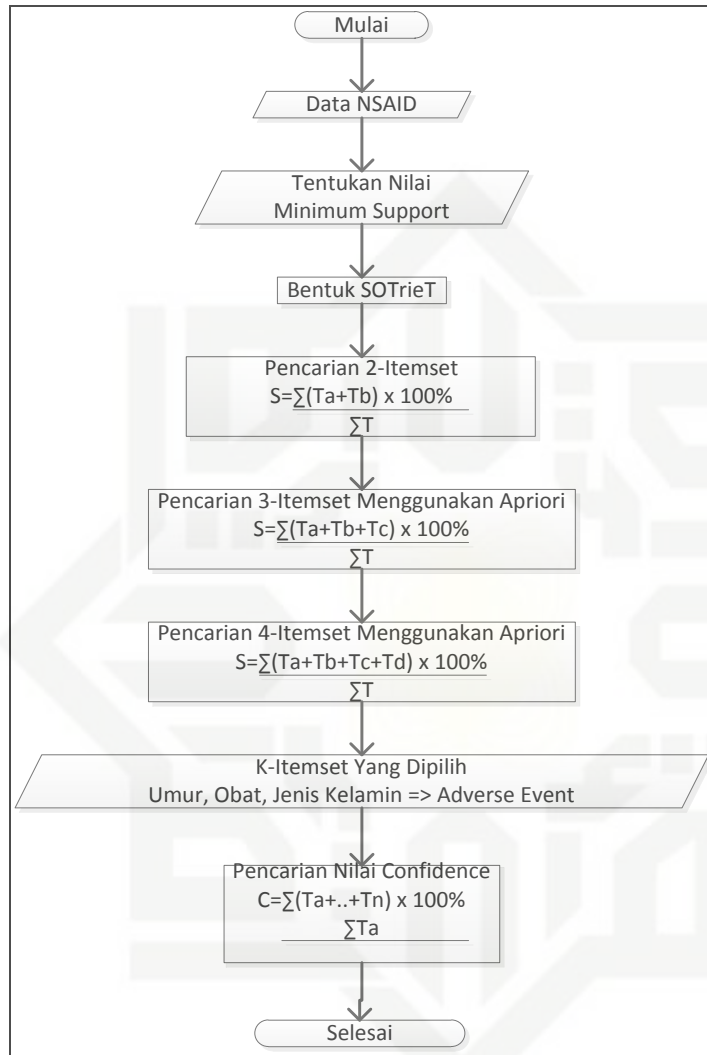 Mulai
Data NSAID
Tentukan Nilai
Minimum Support
Bentuk SOTrieT
Pencarian 2-Itemset
S=∑(Ta+Tb) x 100%
∑T
Pencarian 3-Itemset Menggunakan Apriori
S=∑(Ta+Tb+Tc) x 100%
∑T
Pencarian 4-Itemset Menggunakan Apriori
S=∑(Ta+Tb+Tc+Td) x 100%
∑T
K-Itemset Yang Dipilih
Umur, Obat, Jenis Kelamin => Adverse Event
Pencarian Nilai Confidence
C=∑(Ta+..+Tn) x 100%
∑Ta
Selesai